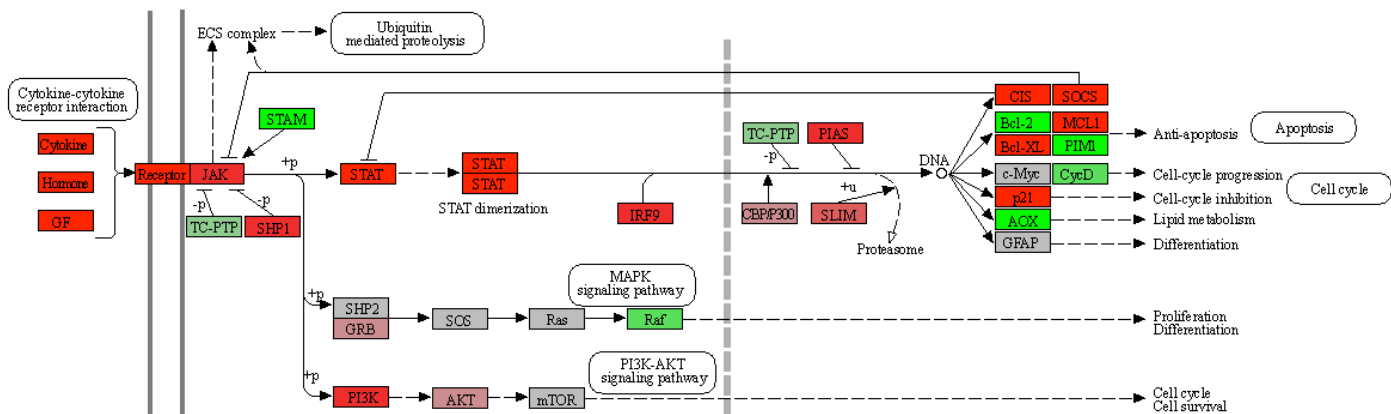 ECS complex
Ubiquitin
mediated proteolysis
Cytokine-cytokine
receptor interaction
Cytokine
Hormone
GF
Receptor
JAK
STAM
+p
-p
-p
TC-PTP
SHP1
STAT
STAT
STAT
STAT dimerization
IRF9
TC-PTP
PIAS
-p
+u
CBP/P300
SLIM
Proteasome
DNA
CIS
SOCS
Bcl-2
MCL1
Bcl-XL
PIM1
c-Myc
CycD
p21
AOX
GFAP
Anti-apoptosis
Apoptosis
Cell-cycle progression
Cell-cycle inhibition
Cell cycle
Lipid metabolism
Differentiation
+p
SHP2
GRB
SOS
Ras
Raf
MAPK
signaling pathway
Proliferation
Differentiation
+p
PI3K
AKT
mTOR
PI3K-AKT
signaling pathway
Cell cycle
Cell survival